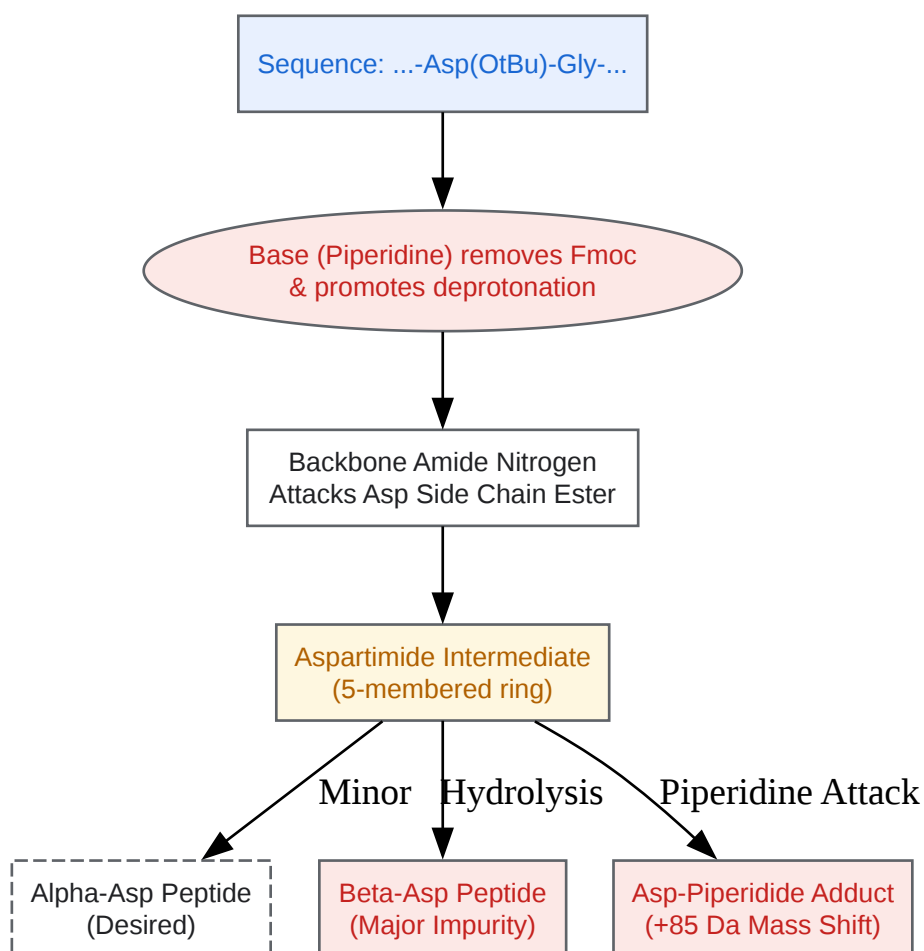 Sequence: ...-Asp(OtBu)-Gly-...
Base (Piperidine) removes Fmoc
& promotes deprotonation
Backbone Amide Nitrogen
Attacks Asp Side Chain Ester
Aspartimide Intermediate
(5-membered ring)
Minor
Hydrolysis
Piperidine Attack
Alpha-Asp Peptide
(Desired)
Beta-Asp Peptide
(Major Impurity)
Asp-Piperidide Adduct
(+85 Da Mass Shift)